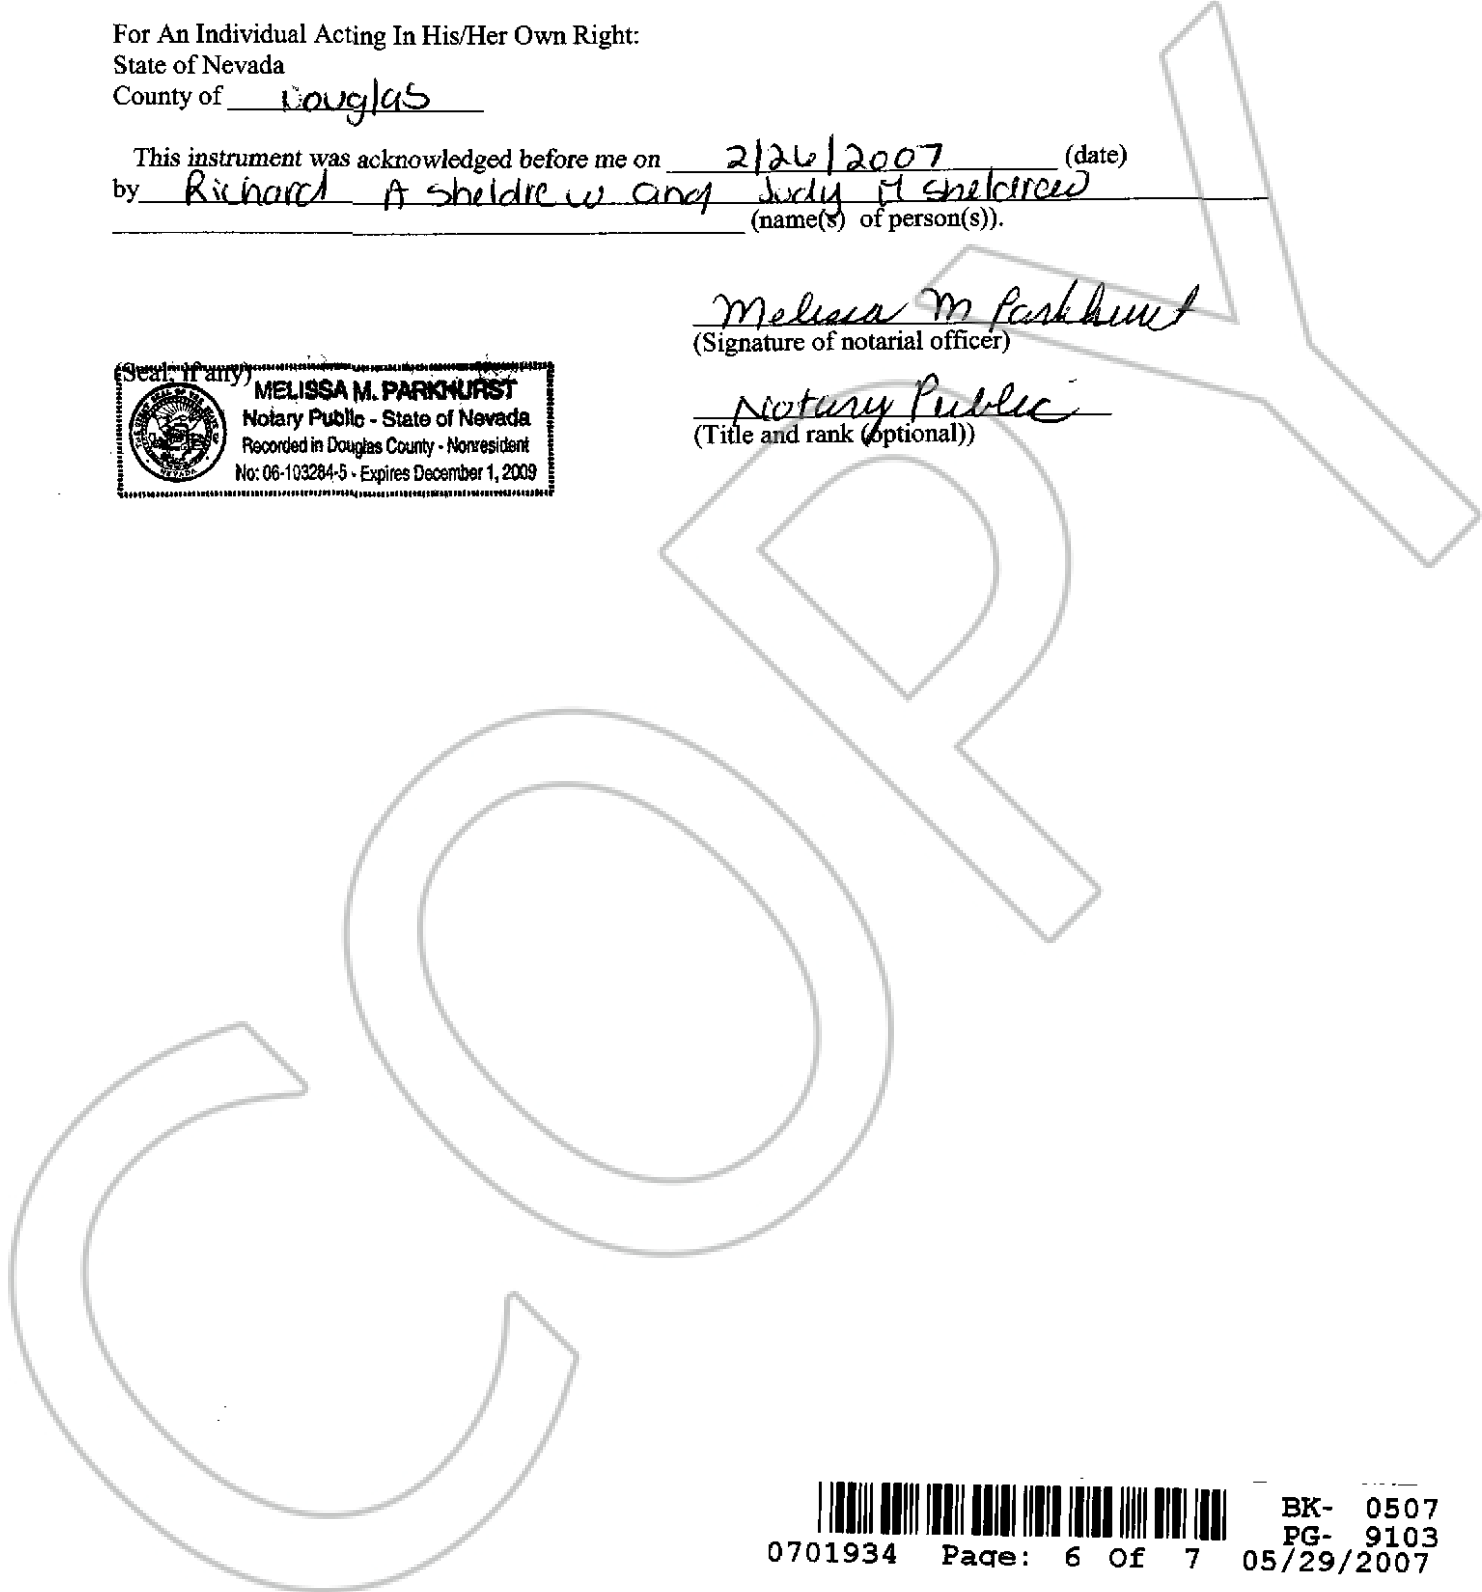 For An Individual Acting In His/Her Own Right:
State of Nevada
County of Douglas
This instrument was acknowledged before me on 2/26/2007 (date)
by Richard A Sheldrew and Judy M Sheldrew
(name(s) of person(s)).
Melissa M Parkhurst
(Signature of notarial officer)
(Seal, if any)
MELISSA M. PARKHURST
Notary Public - State of Nevada
Recorded in Douglas County - Nonresident
No: 06-103284-5 - Expires December 1, 2009
Notary Public
(Title and rank (optional))
COPY
BK- 0507
PG- 9103
0701934 Page: 6 Of 7 05/29/2007